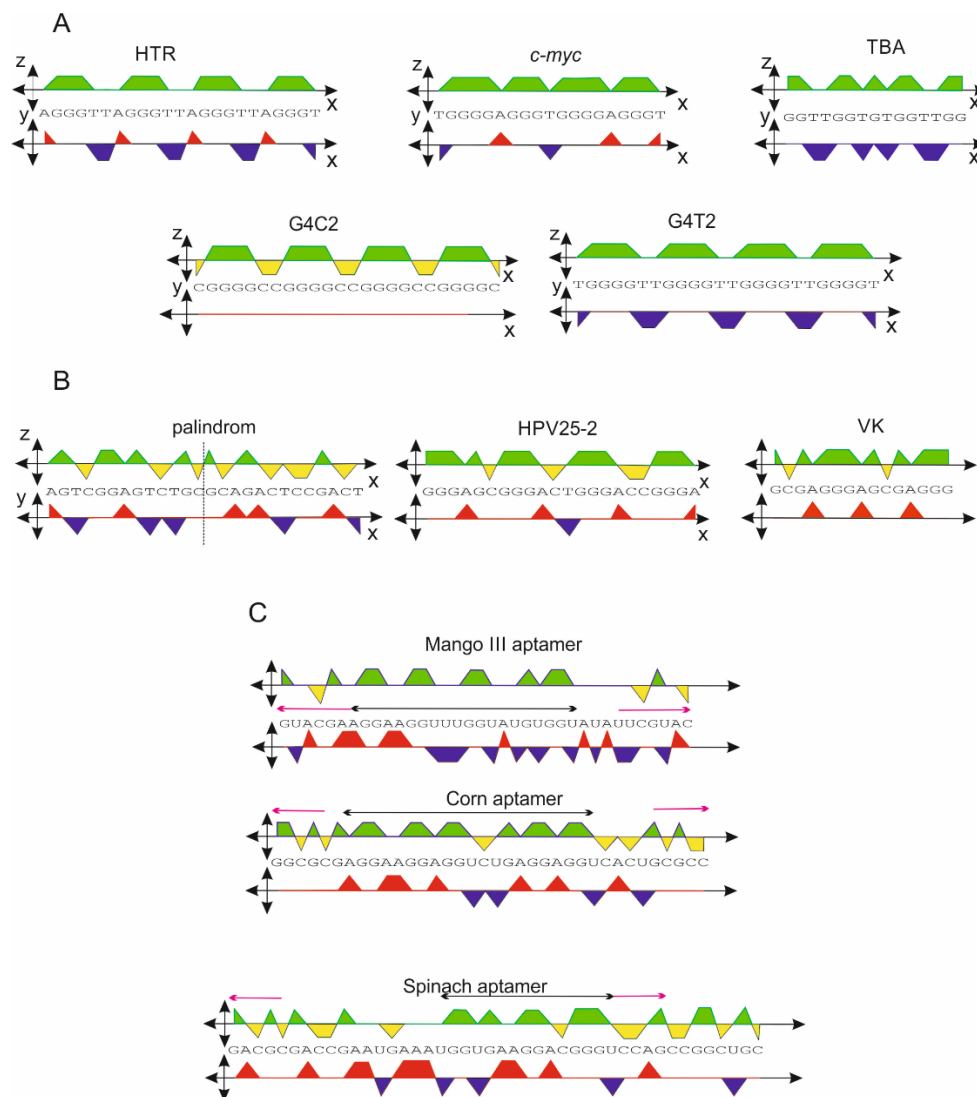 A
HTR
c-myc
TBA
z
x
z
x
z
x
AGGGTTAGGGTTAGGGTTAGGGT
TGGGGAGGGTGGGGAGGGT
GGTTGGTGTGGTTGG
y
x
y
x
y
x
G4C2
G4T2
z
x
z
x
CGGGGCCGGGGCCGGGGCCGGGGC
TGGGGTTGGGGTTGGGGTTGGGGT
y
x
y
x
B
palindrom
HPV25-2
VK
z
x
AGTCGGAGTCTGCGCAGACTCCGACT
GGGAGCGGGACTGGGACCGGGA
GCGAGGGAGCGAGGG
y
x
x
C
Mango III aptamer
GUACGAAGGAAGGUUUGGUAUGUGGUAUAUUCGUAC
Corn aptamer
GGCGCGAGGAAGGAGGUCUGAGGAGGUCACUGCGCC
Spinach aptamer
GACGCGACCGAAUGAAAUGGUGAAGGACGGGUCCAGCCGGCUGC